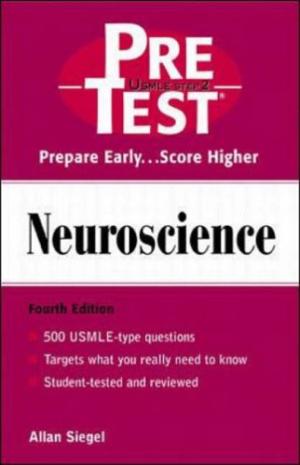 PRE
USMLE STEP 2
TEST®
Prepare Early...Score Higher
Neuroscience
Fourth Edition
500 USMLE-type questions
Targets what you really need to know
Student-tested and reviewed
Allan Siegel